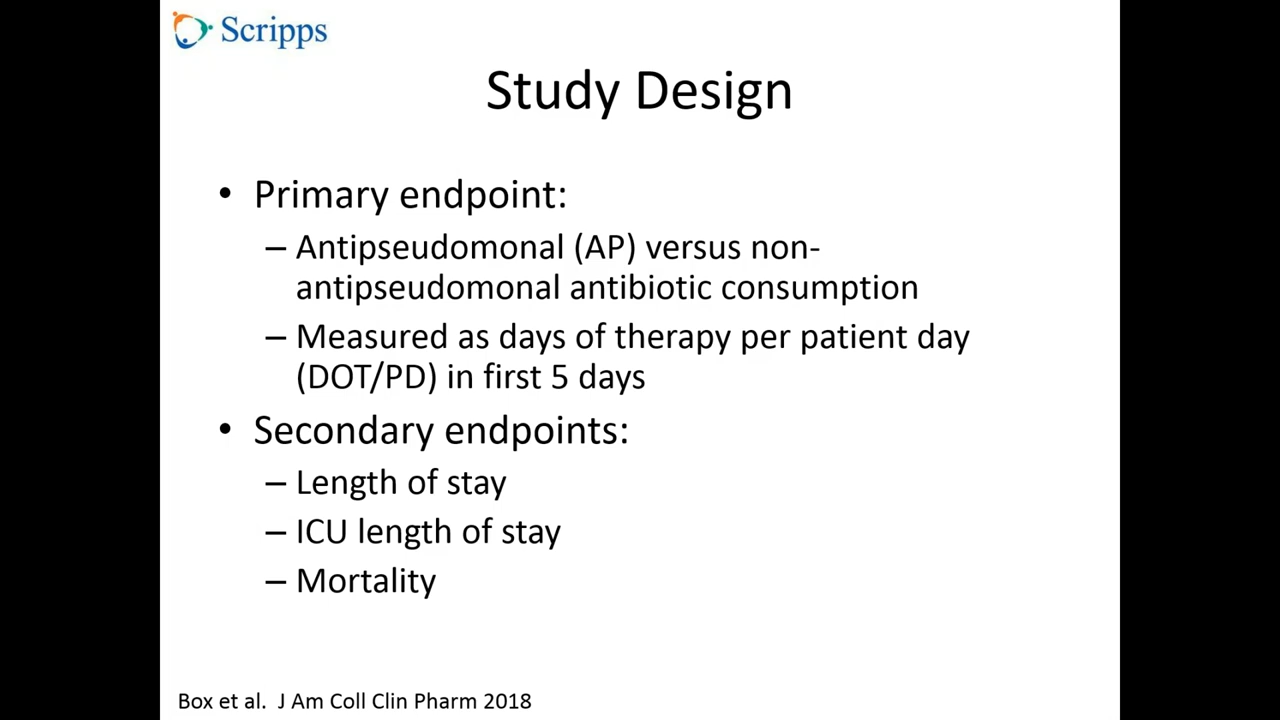 Scripps
Study Design
• Primary endpoint:
– Antipseudomonal (AP) versus non-
antipseudomonal antibiotic consumption
– Measured as days of therapy per patient day
(DOT/PD) in first 5 days
• Secondary endpoints:
– Length of stay
– ICU length of stay
– Mortality
Box et al.  J Am Coll Clin Pharm 2018